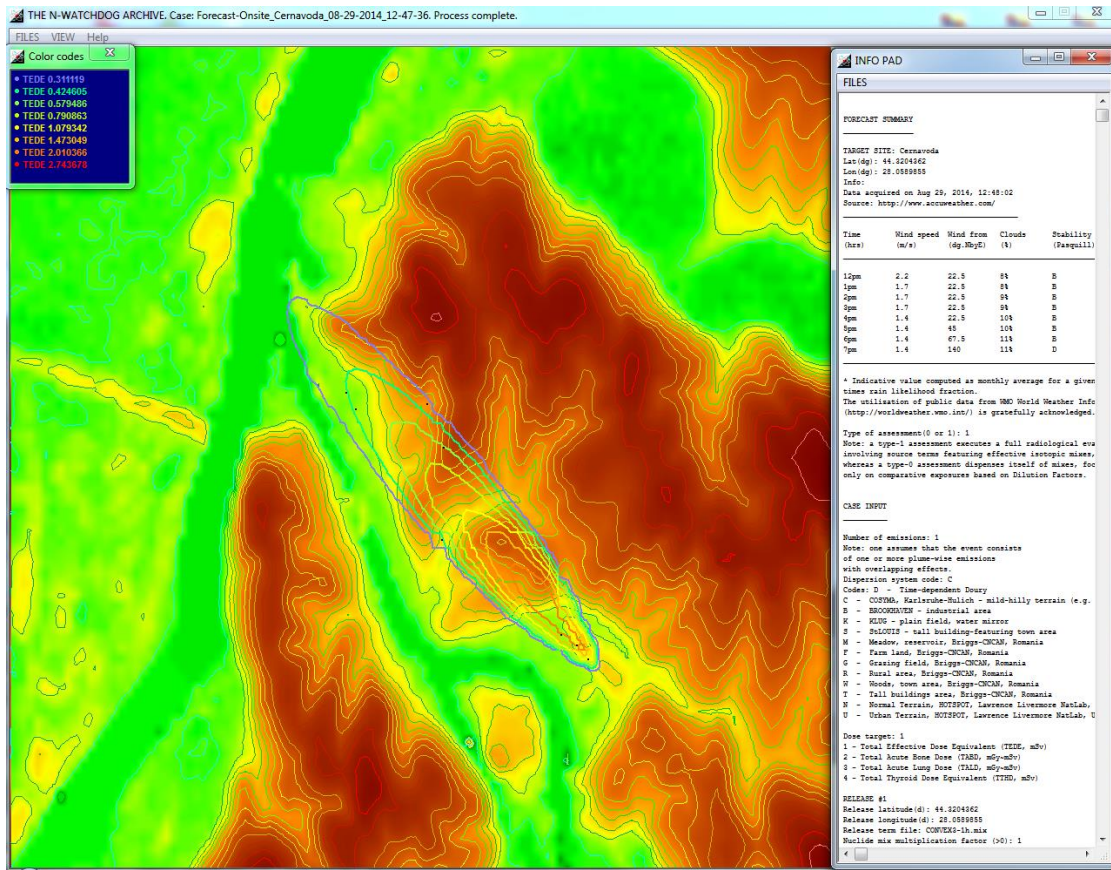 THE N-WATCHDOG ARCHIVE. Case: Forecast-Onsite_Cernavoda_08-29-2014_12-47-36. Process complete.
FILES VIEW Help
Color codes
TEDE 0.311119
TEDE 0.424605
TEDE 0.579486
TEDE 0.790863
TEDE 1.079342
TEDE 1.473049
TEDE 2.010366
TEDE 2.743678
INFO PAD
FILES
FORECAST SUMMARY
TARGET SITE: Cernavoda
Lat(dg): 44.3204362
Lon(dg): 28.0589855
Info:
Data acquired on Aug 29, 2014, 12:48:02
Source: http://www.accuweather.com/
Time Wind speed Wind from Clouds Stability
(hrs) (m/s) (dg.NbyE) (%) (Pasquill)
12pm 2.2 22.5 8% B
1pm 1.7 22.5 8% B
2pm 1.7 22.5 9% B
3pm 1.7 22.5 9% B
4pm 1.4 22.5 10% B
5pm 1.4 45 10% B
6pm 1.4 67.5 11% B
7pm 1.4 140 11% D
* Indicative value computed as monthly average for a given
times rain likelihood fraction.
The utilization of public data from WMO World Weather Info
(http://worldweather.wmo.int/) is gratefully acknowledged.
Type of assessment(0 or 1): 1
Note: a type-1 assessment executes a full radiological eva
involving source terms featuring effective isotopic mixes,
whereas a type-0 assessment dispenses itself of mixes, foc
only on comparative exposures based on Dilution Factors.
CASE INPUT
Number of emissions: 1
Note: one assumes that the event consists
of one or more plume-wise emissions
with overlapping effects.
Dispersion system code: C
Codes: D - Time-dependent Doury
C - COSYMA, Karlsruhe-Hulich - mild-hilly terrain (e.g.
B - BROOKHAVEN - industrial area
K - KLUG - plain field, water mirror
S - StLOUIS - tall building-featuring town area
M - Meadow, reservoir, Briggs-CNCAN, Romania
F - Farm land, Briggs-CNCAN, Romania
G - Grazing field, Briggs-CNCAN, Romania
R - Rural area, Briggs-CNCAN, Romania
W - Woods, town area, Briggs-CNCAN, Romania
T - Tall buildings area, Briggs-CNCAN, Romania
N - Normal Terrain, HOTSPOT, Lawrence Livermore NatLab,
U - Urban Terrain, HOTSPOT, Lawrence Livermore NatLab, U
Dose target: 1
1 - Total Effective Dose Equivalent (TEDE, mSv)
2 - Total Acute Bone Dose (TABD, mGy~mSv)
3 - Total Acute Lung Dose (TALD, mGy~mSv)
4 - Total Thyroid Dose Equivalent (TTHD, mSv)
RELEASE #1
Release latitude(d): 44.3204362
Release longitude(d): 28.0589855
Release term file: CONVEX3-1h.mix
Nuclide mix multiplication factor (>0): 1